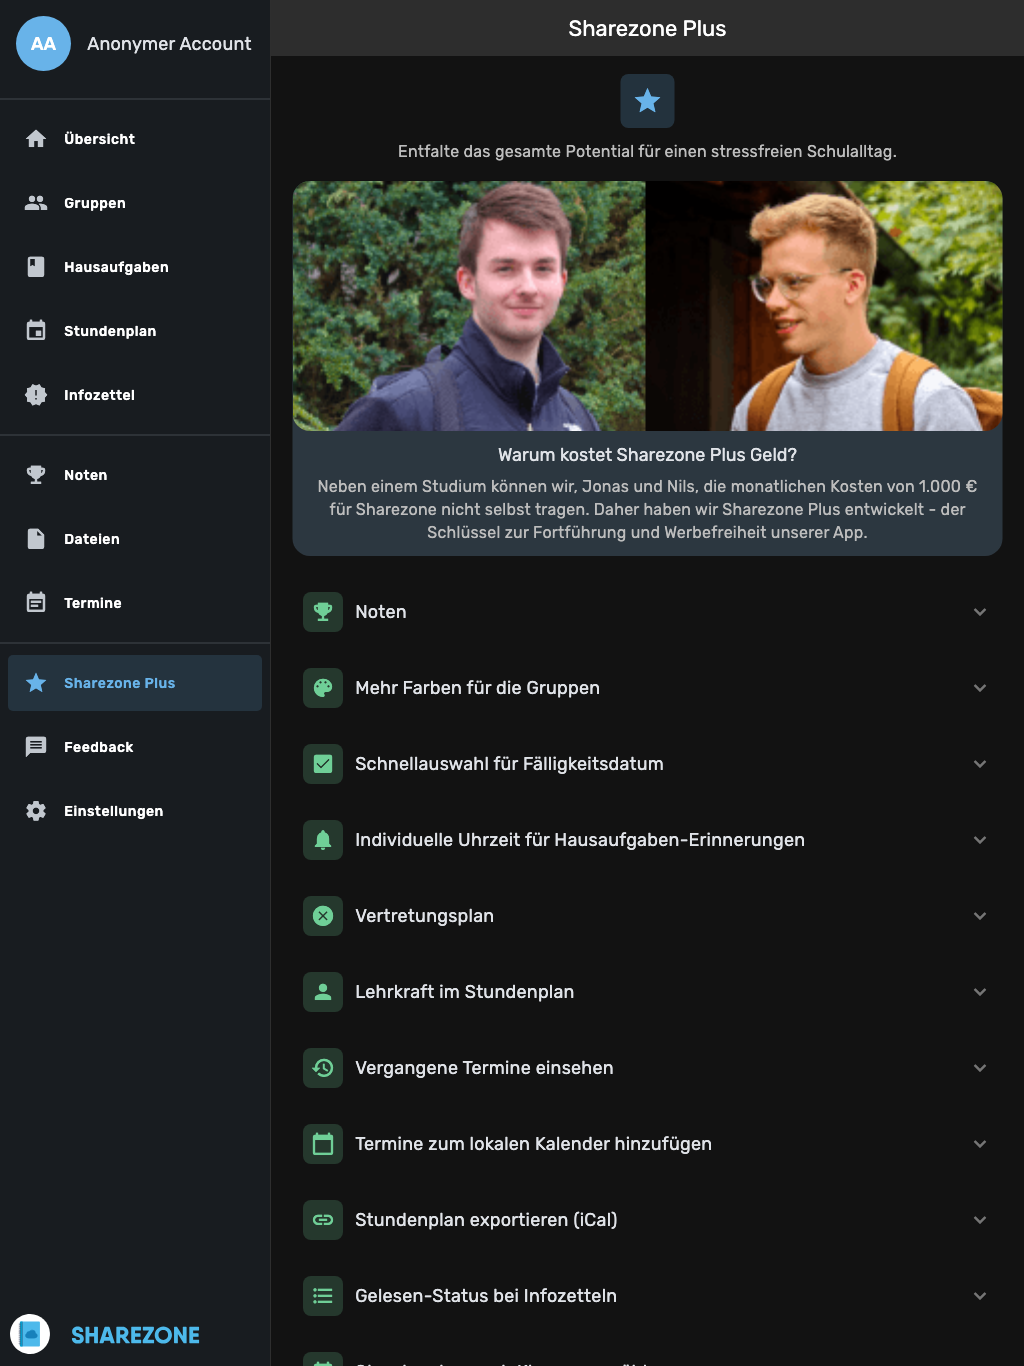 AA
Anonymer Account
Übersicht
Gruppen
Hausaufgaben
Stundenplan
Infozettel
Noten
Dateien
Termine
Sharezone Plus
Feedback
Einstellungen
SHAREZONE
Sharezone Plus
Entfalte das gesamte Potential für einen stressfreien Schulalltag.
Warum kostet Sharezone Plus Geld?
Neben einem Studium können wir, Jonas und Nils, die monatlichen Kosten von 1.000 €
für Sharezone nicht selbst tragen. Daher haben wir Sharezone Plus entwickelt - der
Schlüssel zur Fortführung und Werbefreiheit unserer App.
Noten
Mehr Farben für die Gruppen
Schnellauswahl für Fälligkeitsdatum
Individuelle Uhrzeit für Hausaufgaben-Erinnerungen
Vertretungsplan
Lehrkraft im Stundenplan
Vergangene Termine einsehen
Termine zum lokalen Kalender hinzufügen
Stundenplan exportieren (iCal)
Gelesen-Status bei Infozetteln